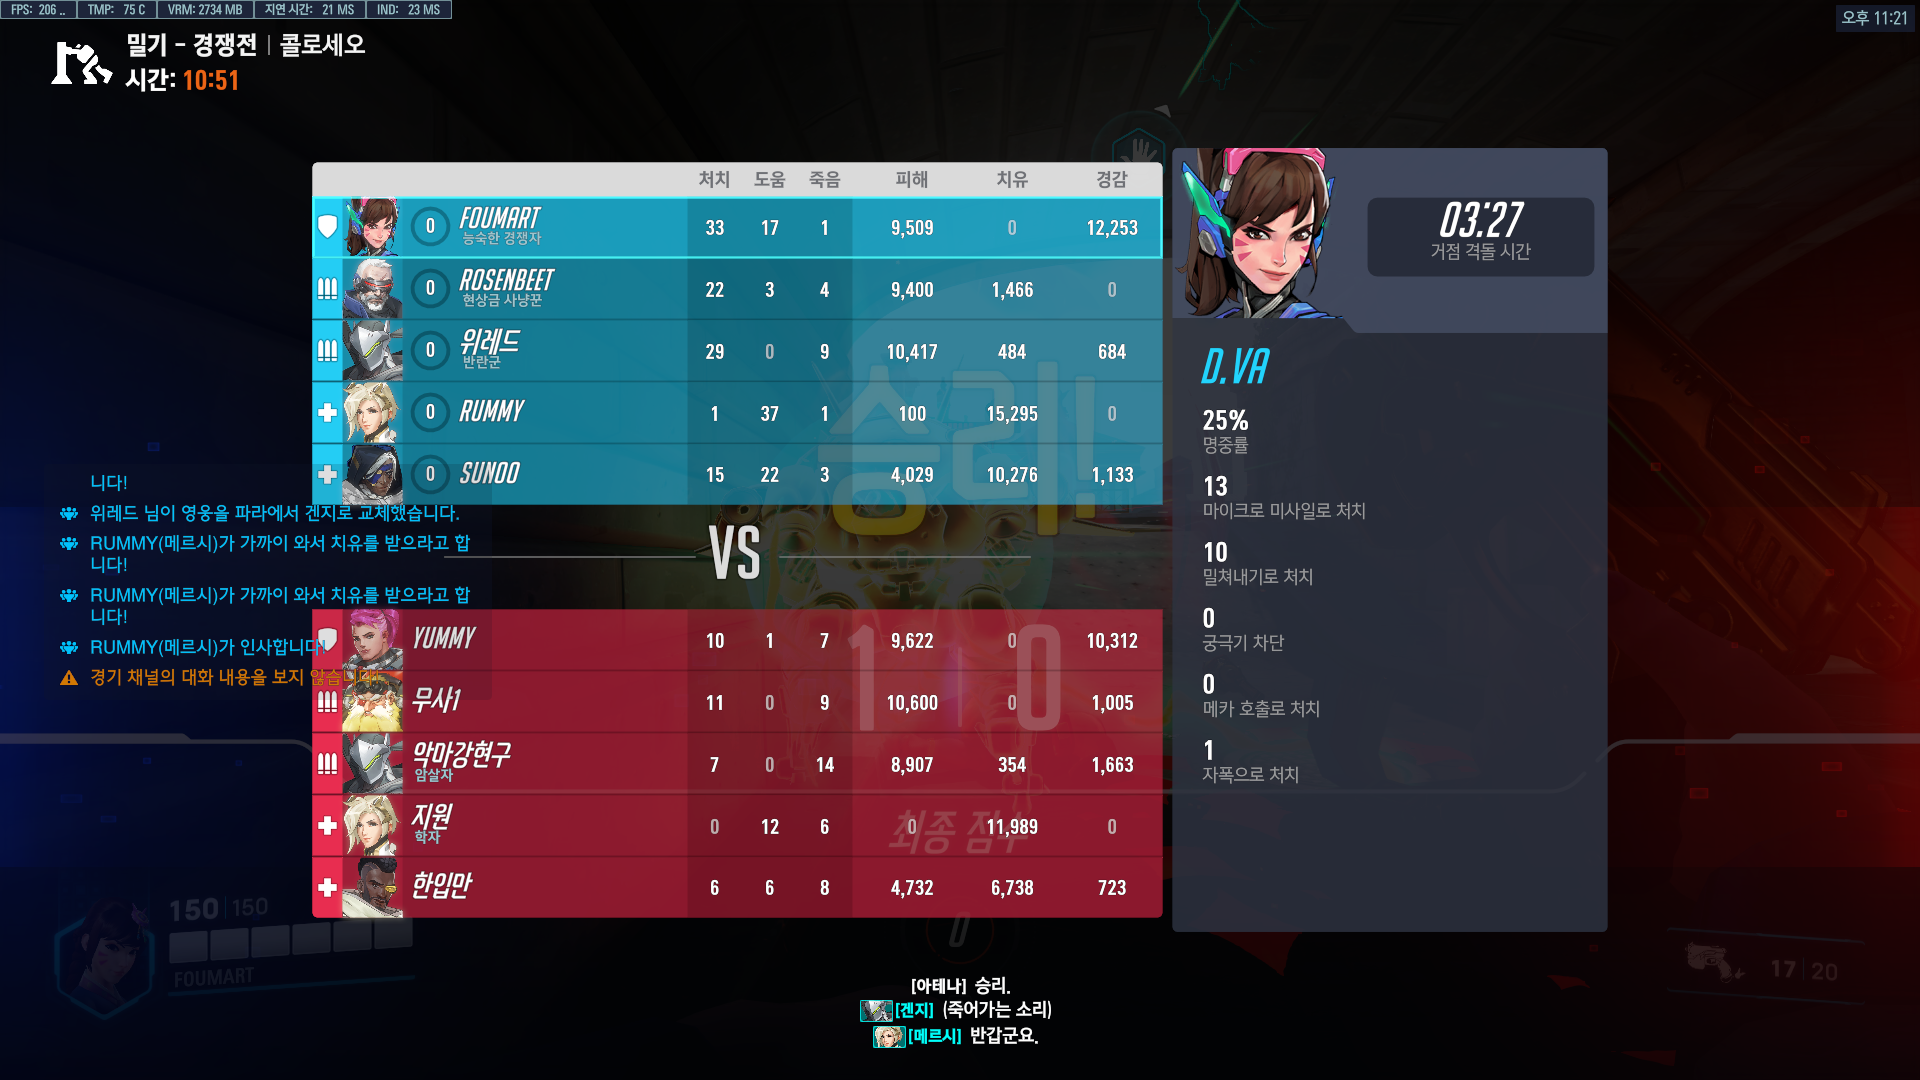 FPS: 206 .. TMP: 75 C VRM: 2734 MB 지연 시간: 21 MS IND: 23 MS
오후 11:21
밀기 - 경쟁전 | 콜로세오
시간: 10:51
처치 도움 죽음 피해 치유 경감
0 FOUMART 33 17 1 9,509 0 12,253
능숙한 경쟁자
0 ROSENBEET 22 3 4 9,400 1,466 0
현상금 사냥꾼
0 위레드 29 0 9 10,417 484 684
반란군
0 RUMMY 1 37 1 100 15,295 0
0 SUNOO 15 22 3 4,029 10,276 1,133
승리!
VS
니다!
위레드 님이 영웅을 파라에서 겐지로 교체했습니다.
RUMMY(메르시)가 가까이 와서 치유를 받으라고 합
니다!
RUMMY(메르시)가 가까이 와서 치유를 받으라고 합
니다!
RUMMY(메르시)가 인사합니다!
경기 채널의 대화 내용을 보지 않습니다!
YUMMY 10 1 7 9,622 0 10,312
무사1 11 0 9 10,600 0 1,005
1 | 0
악마강현구 7 0 14 8,907 354 1,663
암살자
지원 0 12 6 0 11,989 0
학자
최종 점수
한입만 6 6 8 4,732 6,738 723
03:27
거점 격돌 시간
D.VA
25%
명중률
13
마이크로 미사일로 처치
10
밀쳐내기로 처치
0
궁극기 차단
0
메카 호출로 처치
1
자폭으로 처치
150 | 150
FOUMART
0
17 | 20
[아테나] 승리.
[겐지] (죽어가는 소리)
[메르시] 반갑군요.